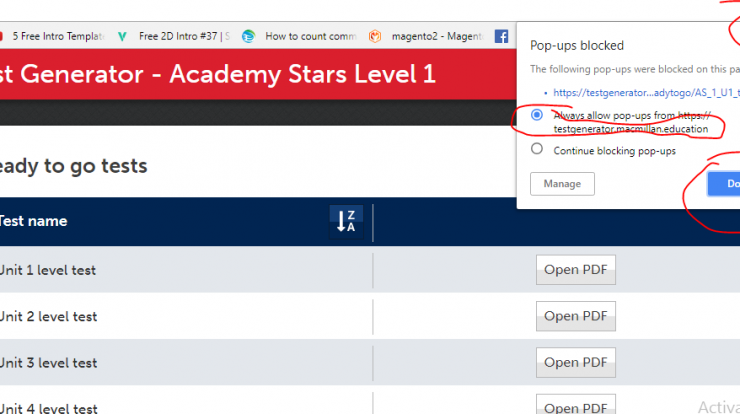 5 Free Intro Templat
Free 2D Intro #37 | S
How to count comm
magento2 - Magent
st Generator - Academy Stars Level 1
Pop-ups blocked
The following pop-ups were blocked on this pa
• https://testgenerator...adytogo/AS_1_U1_t
Always allow pop-ups from https://
testgenerator.macmillan.education
Continue blocking pop-ups
Manage
Do
eady to go tests
Test name
Z
A
Unit 1 level test
Open PDF
Unit 2 level test
Open PDF
Unit 3 level test
Open PDF
Unit 4 level test
Open PDF
Activa